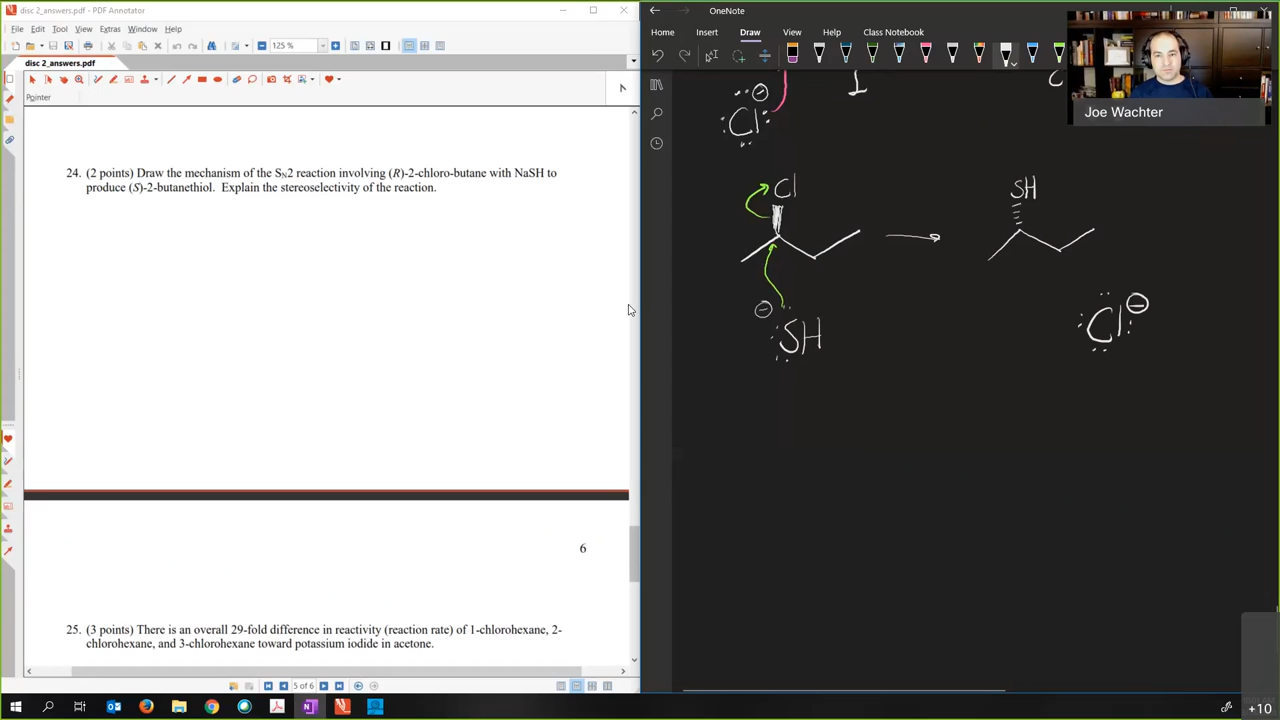 disc 2_answers.pdf - PDF Annotator
File Edit Tool View Extras Window Help
125 %
disc 2_answers.pdf
Pointer
24. (2 points) Draw the mechanism of the SN2 reaction involving (R)-2-chloro-butane with NaSH to
produce (S)-2-butanethiol. Explain the stereoselectivity of the reaction.
6
25. (3 points) There is an overall 29-fold difference in reactivity (reaction rate) of 1-chlorohexane, 2-
chlorohexane, and 3-chlorohexane toward potassium iodide in acetone.
5 of 6
OneNote
Home Insert Draw View Help Class Notebook
Joe Wachter
I
Cl
Cl
SH
SH
Cl
+10